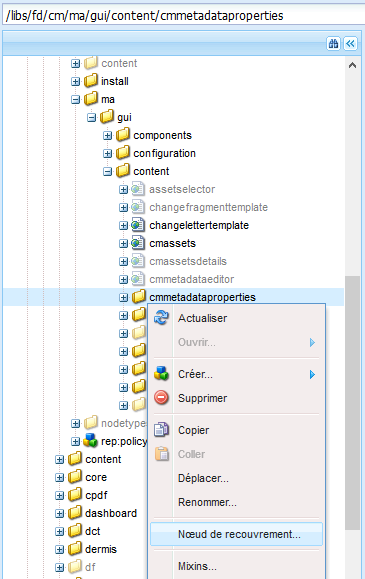 /libs/fd/cm/ma/gui/content/cmmetadataproperties
content
install
ma
gui
components
configuration
content
assetselector
changefragmenttemplate
changelettertemplate
cmassets
cmassetsdetails
cmmetadataeditor
cmmetadataproperties
Actualiser
Ouvrir...
Créer...
Supprimer
Copier
Coller
Déplacer...
Renommer...
Nœud de recouvrement...
Mixins...
nodetype
rep:policy
content
core
cpdf
dashboard
dct
dermis
df